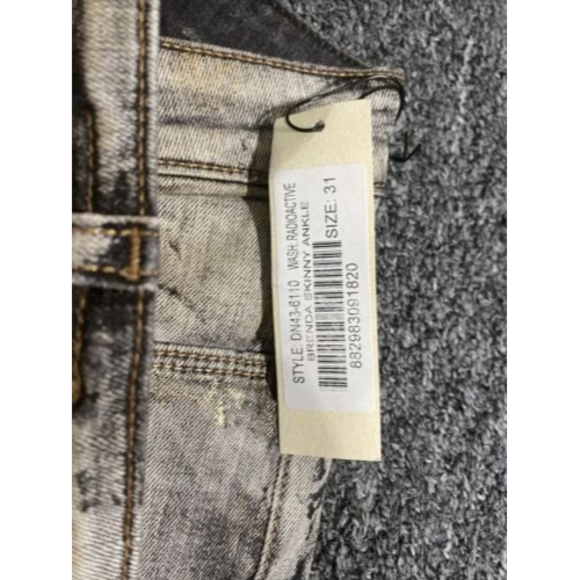 STYLE: DN43-6110 WASH: RADIOACTIVE
BRENDA SKINNY ANKLE
SIZE: 31
882983091820